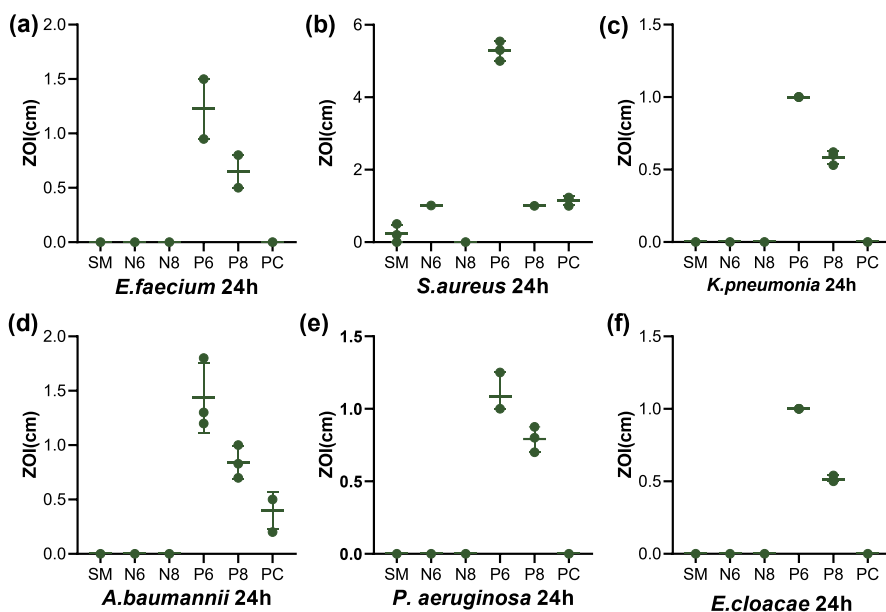 (a)
2.0
1.5
1.0
0.5
0.0
ZOI(cm)
SM N6 N8 P6 P8 PC
E.faecium 24h
(b)
6
4
2
0
ZOI(cm)
SM N6 N8 P6 P8 PC
S.aureus 24h
(c)
1.5
1.0
0.5
0.0
ZOI(cm)
SM N6 N8 P6 P8 PC
K.pneumonia 24h
(d)
2.0
1.5
1.0
0.5
0.0
ZOI(cm)
SM N6 N8 P6 P8 PC
A.baumannii 24h
(e)
1.5
1.0
0.5
0.0
ZOI(cm)
SM N6 N8 P6 P8 PC
P. aeruginosa 24h
(f)
1.5
1.0
0.5
0.0
ZOI(cm)
SM N6 N8 P6 P8 PC
E.cloacae 24h